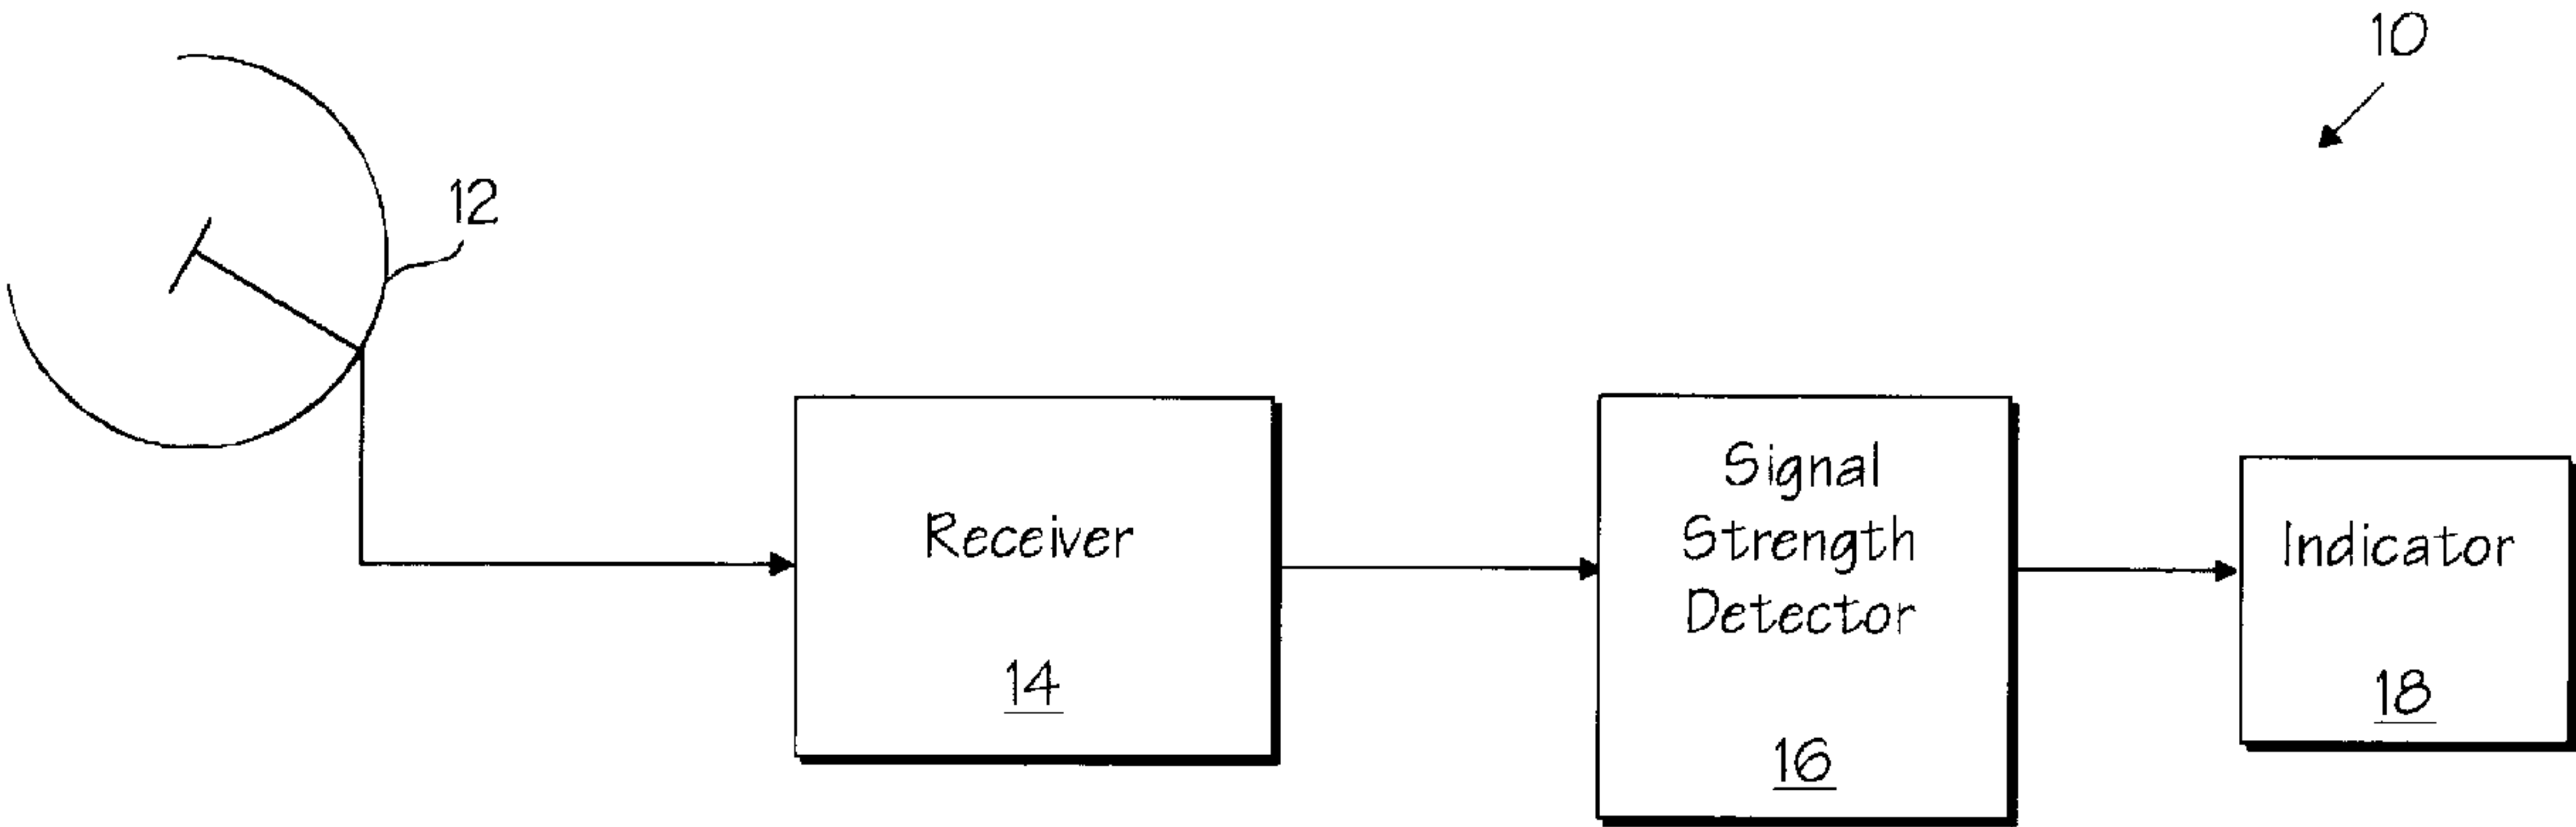 10
12
Receiver
14
Signal
Strength
Detector
16
Indicator
18